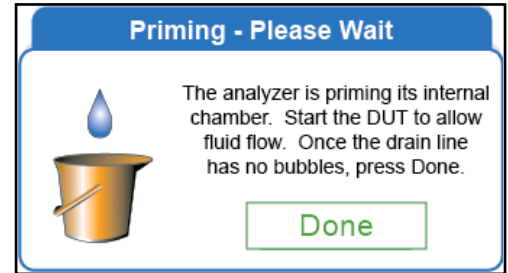 Priming - Please Wait
The analyzer is priming its internal
chamber.  Start the DUT to allow
fluid flow.  Once the drain line
has no bubbles, press Done.
Done